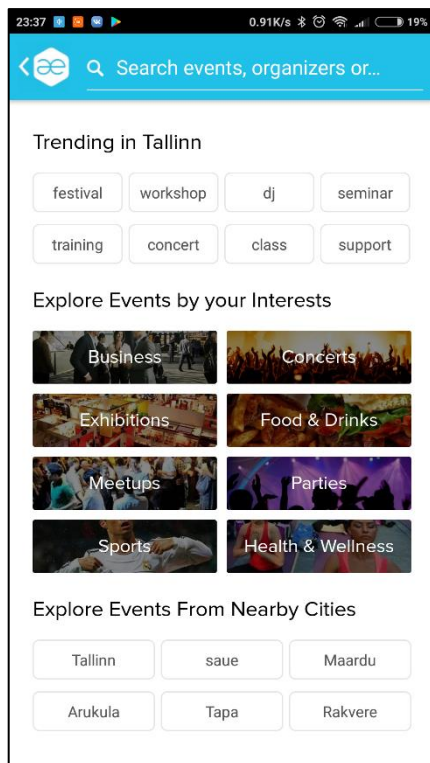 23:37 0.91K/s 19%
æ Search events, organizers or...
Trending in Tallinn
festival workshop dj seminar
training concert class support
Explore Events by your Interests
Business Concerts
Exhibitions Food & Drinks
Meetups Parties
Sports Health & Wellness
Explore Events From Nearby Cities
Tallinn saue Maardu
Arukula Tapa Rakvere